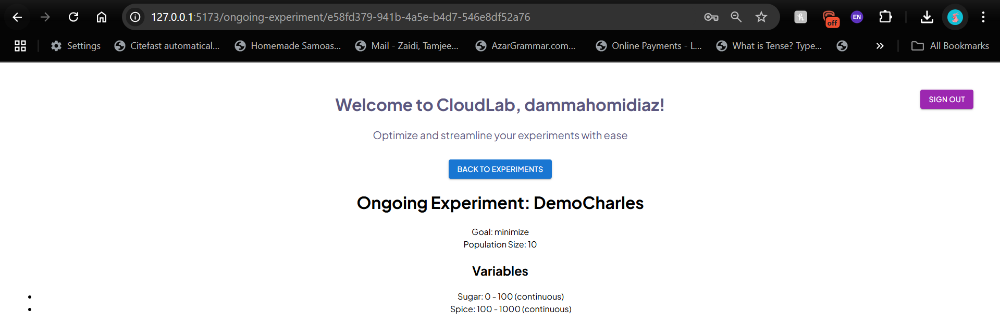 127.0.0.1:5173/ongoing-experiment/e58fd379-941b-4a5e-b4d7-546e8df52a76
off
EN
Settings
Citefast automatical...
Homemade Samoas...
Mail - Zaidi, Tamjee...
AzarGrammar.com...
Online Payments - L...
What is Tense? Type...
All Bookmarks
SIGN OUT
Welcome to CloudLab, dammahomidiaz!
Optimize and streamline your experiments with ease
BACK TO EXPERIMENTS
Ongoing Experiment: DemoCharles
Goal: minimize
Population Size: 10
Variables
• Sugar: 0 - 100 (continuous)
• Spice: 100 - 1000 (continuous)